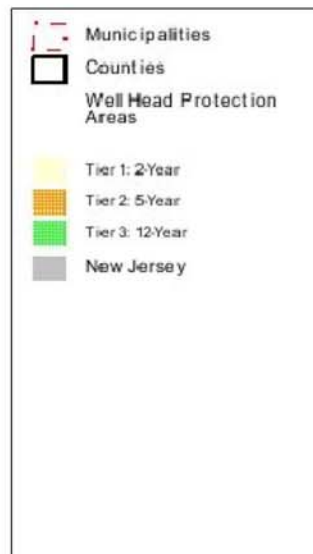 Municipalities
Counties
Well Head Protection
Areas
Tier 1: 2-Year
Tier 2: 5-Year
Tier 3: 12-Year
New Jersey